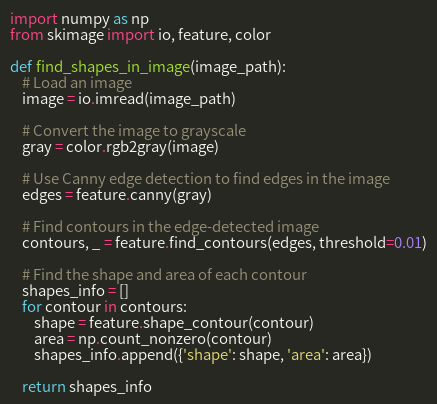 import numpy as np
from skimage import io, feature, color

def find_shapes_in_image(image_path):
    # Load an image
    image = io.imread(image_path)

    # Convert the image to grayscale
    gray = color.rgb2gray(image)

    # Use Canny edge detection to find edges in the image
    edges = feature.canny(gray)

    # Find contours in the edge-detected image
    contours, _ = feature.find_contours(edges, threshold=0.01)

    # Find the shape and area of each contour
    shapes_info = []
    for contour in contours:
        shape = feature.shape_contour(contour)
        area = np.count_nonzero(contour)
        shapes_info.append({'shape': shape, 'area': area})

    return shapes_info